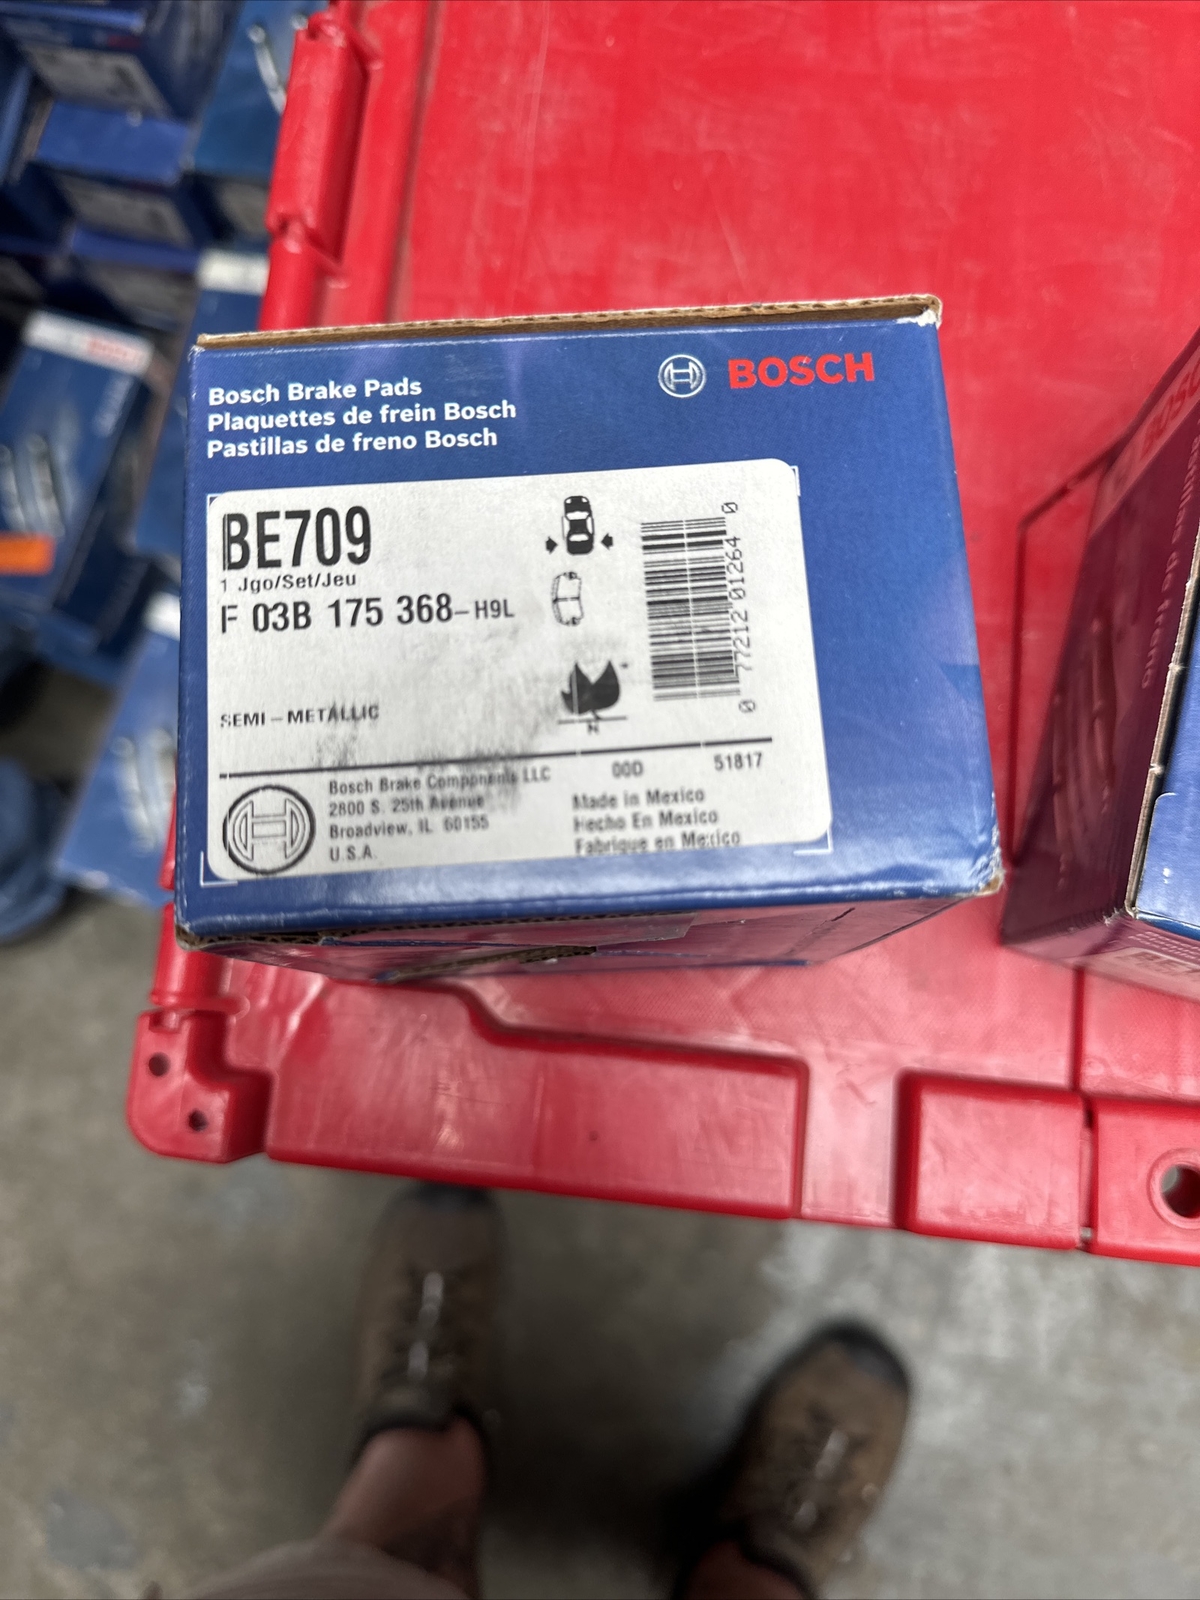 Bosch Brake Pads
Plaquettes de frein Bosch
Pastillas de freno Bosch
BOSCH
BE709
1 Jgo/Set/Jeu
F 03B 175 368-H9L
SEMI-METALLIC
N
0 77212 01264 0
Bosch Brake Components LLC
2800 S. 25th Avenue
Broadview, IL 60155
U.S.A.
000
51817
Made in Mexico
Hecho En Mexico
Fabrique en Mexico